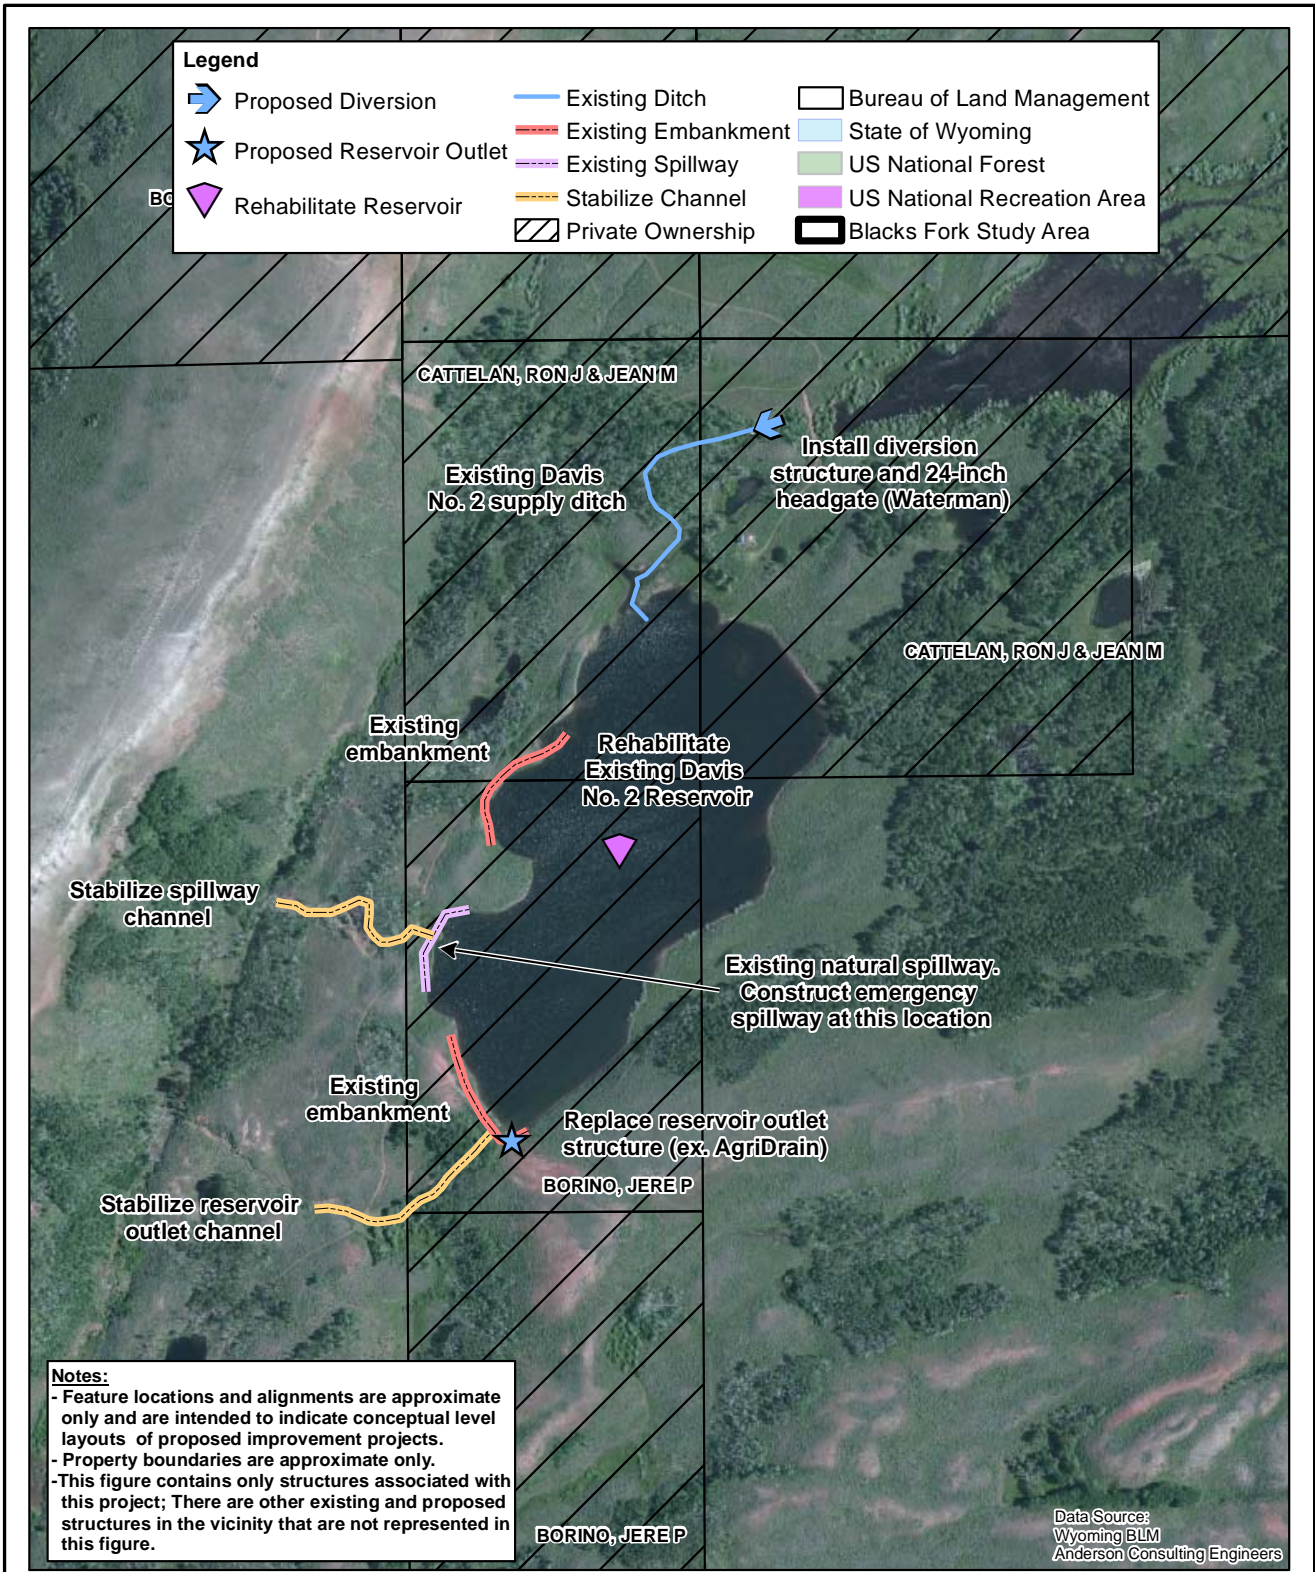 Legend
Proposed Diversion
Proposed Reservoir Outlet
Rehabilitate Reservoir
Existing Ditch
Existing Embankment
Existing Spillway
Stabilize Channel
Private Ownership
Bureau of Land Management
State of Wyoming
US National Forest
US National Recreation Area
Blacks Fork Study Area
CATTELAN, RON J & JEAN M
Existing Davis
No. 2 supply ditch
Install diversion
structure and 24-inch
headgate (Waterman)
CATTELAN, RON J & JEAN M
Existing
embankment
Rehabilitate
Existing Davis
No. 2 Reservoir
Stabilize spillway
channel
Existing natural spillway.
Construct emergency
spillway at this location
Existing
embankment
Replace reservoir outlet
structure (ex. AgriDrain)
BORINO, JERE P
Stabilize reservoir
outlet channel
Notes:
- Feature locations and alignments are approximate
only and are intended to indicate conceptual level
layouts of proposed improvement projects.
- Property boundaries are approximate only.
-This figure contains only structures associated with
this project; There are other existing and proposed
structures in the vicinity that are not represented in
this figure.
BORINO, JERE P
Data Source:
Wyoming BLM
Anderson Consulting Engineers